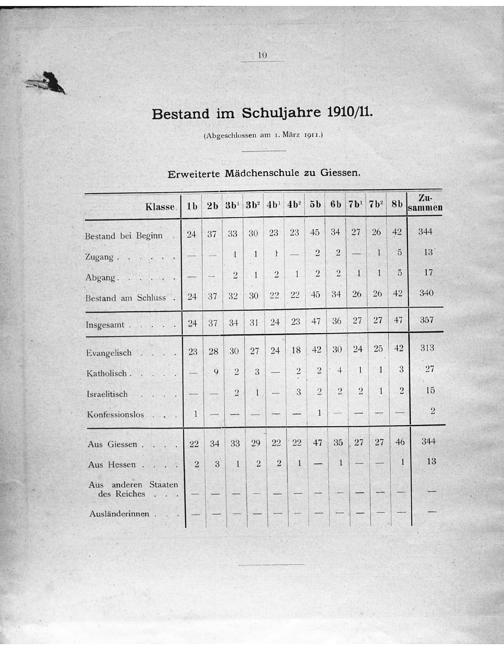 10
Bestand im Schuljahre 1910/11.
(Abgeschlossen am 1. März 1911.)
Erweiterte Mädchenschule zu Giessen.
Klasse 1b 2b 3b¹ 3b² 4b¹ 4b² 5b 6b 7b¹ 7b² 8b Zu-
sammen
Bestand bei Beginn . 24 37 33 30 23 23 45 34 27 26 42 344
Zugang . . . . . . — — 1 1 1 — 2 2 — 1 5 13
Abgang . . . . . . — — 2 1 2 1 2 2 1 1 5 17
Bestand am Schluss . 24 37 32 30 22 22 45 34 26 26 42 340
Insgesamt . . . . . 24 37 34 31 24 23 47 36 27 27 47 357
Evangelisch . . . . 23 28 30 27 24 18 42 30 24 25 42 313
Katholisch . . . . . — 9 2 3 — 2 2 4 1 1 3 27
Israelitisch . . . . — — 2 1 — 3 2 2 2 1 2 15
Konfessionslos . . . 1 — — — — — 1 — — — — 2
Aus Giessen . . . . 22 34 33 29 22 22 47 35 27 27 46 344
Aus Hessen . . . . 2 3 1 2 2 1 — 1 — — 1 13
Aus anderen Staaten
des Reiches . . . — — — — — — — — — — — —
Ausländerinnen . . . — — — — — — — — — — — —